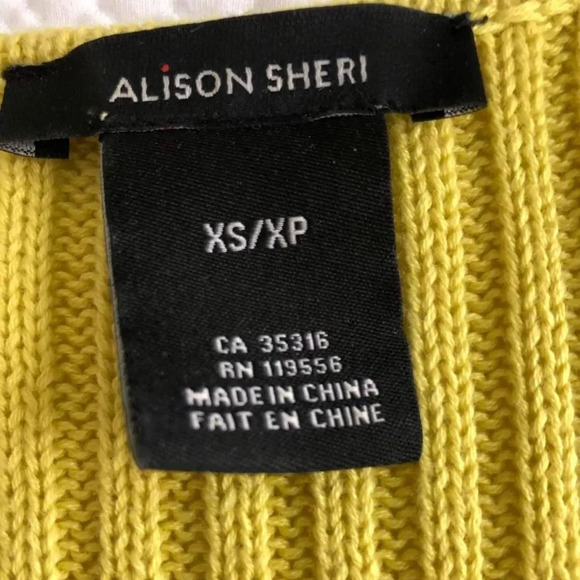 ALiSON SHERI
XS/XP
CA 35316
RN 119556
MADE IN CHINA
FAIT EN CHINE